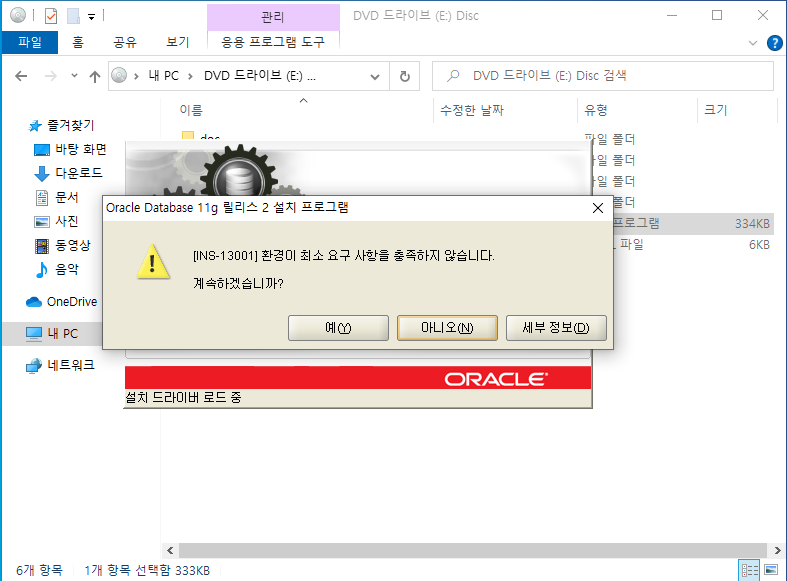 관리
DVD 드라이브 (E:) Disc
파일
홈
공유
보기
응용 프로그램 도구
내 PC
DVD 드라이브 (E:) ...
DVD 드라이브 (E:) Disc 검색
이름
수정한 날짜
유형
크기
즐겨찾기
바탕 화면
다운로드
문서
사진
동영상
음악
OneDrive
내 PC
네트워크
doc
파일 폴더
파일 폴더
파일 폴더
폴더
프로그램
334KB
파일
6KB
Oracle Database 11g 릴리스 2 설치 프로그램
[INS-13001] 환경이 최소 요구 사항을 충족하지 않습니다.
계속하겠습니까?
예(Y)
아니오(N)
세부 정보(D)
ORACLE
설치 드라이버 로드 중
6개 항목
1개 항목 선택함 333KB